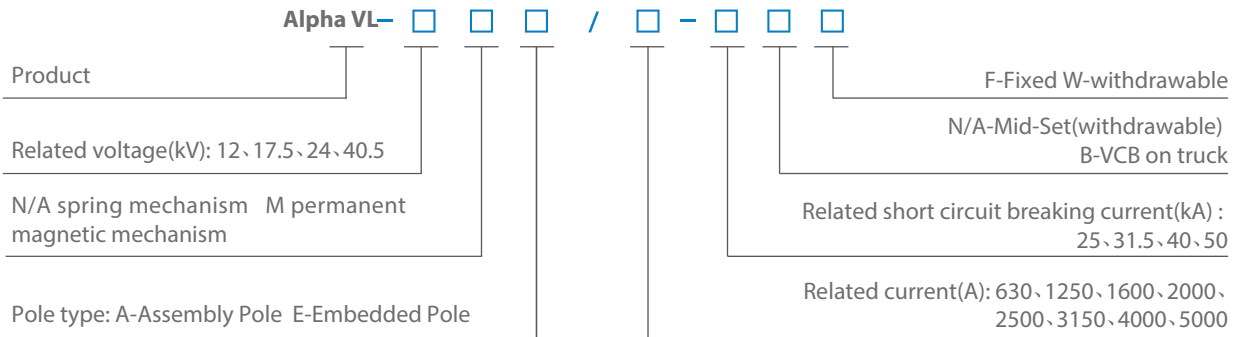 Alpha VL– □ □ □ / □ – □ □ □
Product
F-Fixed W-withdrawable
N/A-Mid-Set(withdrawable)
B-VCB on truck
Related voltage(kV): 12、17.5、24、40.5
N/A spring mechanism M permanent
magnetic mechanism
Related short circuit breaking current(kA) :
25、31.5、40、50
Pole type: A-Assembly Pole E-Embedded Pole
Related current(A): 630、1250、1600、2000、
2500、3150、4000、5000